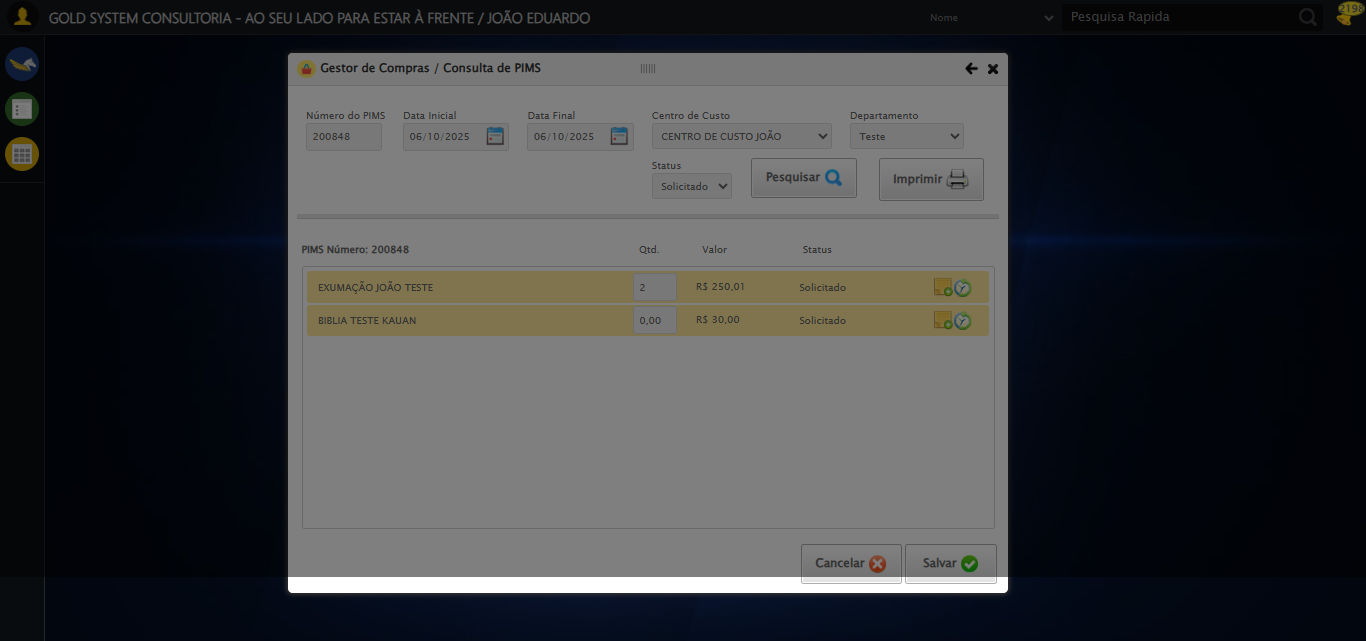 GOLD SYSTEM CONSULTORIA - AO SEU LADO PARA ESTAR À FRENTE / JOÃO EDUARDO
Nome
Pesquisa Rapida
2198
Gestor de Compras / Consulta de PIMS
Número do PIMS Data Inicial Data Final Centro de Custo Departamento
200848 06/10/2025 06/10/2025 CENTRO DE CUSTO JOÃO Teste
Status
Solicitado Pesquisar Imprimir
PIMS Número: 200848 Qtd. Valor Status
EXUMAÇÃO JOÃO TESTE 2 R$ 250,01 Solicitado
BIBLIA TESTE KAUAN 0,00 R$ 30,00 Solicitado
Cancelar Salvar